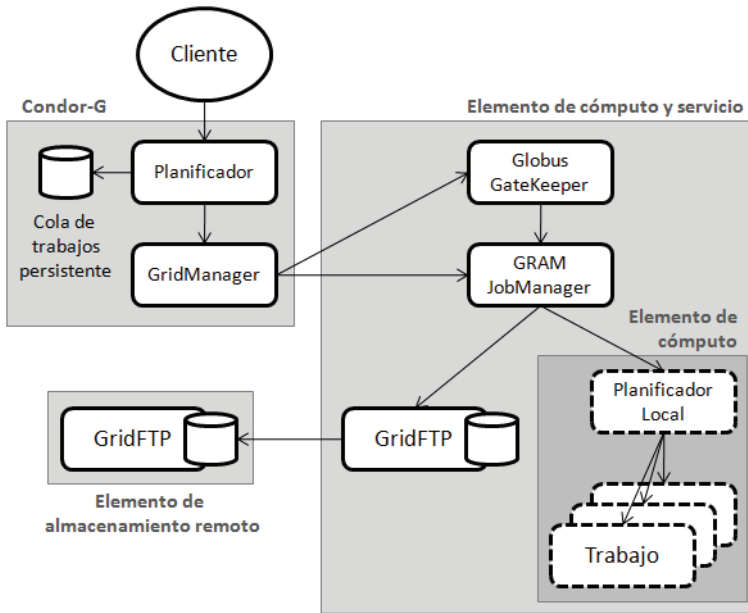 Cliente
Condor-G
Elemento de cómputo y servicio
Planificador
Cola de
trabajos
persistente
GridManager
Globus
GateKeeper
GRAM
JobManager
Elemento de
cómputo
Planificador
Local
GridFTP
GridFTP
Elemento de
almacenamiento remoto
Trabajo